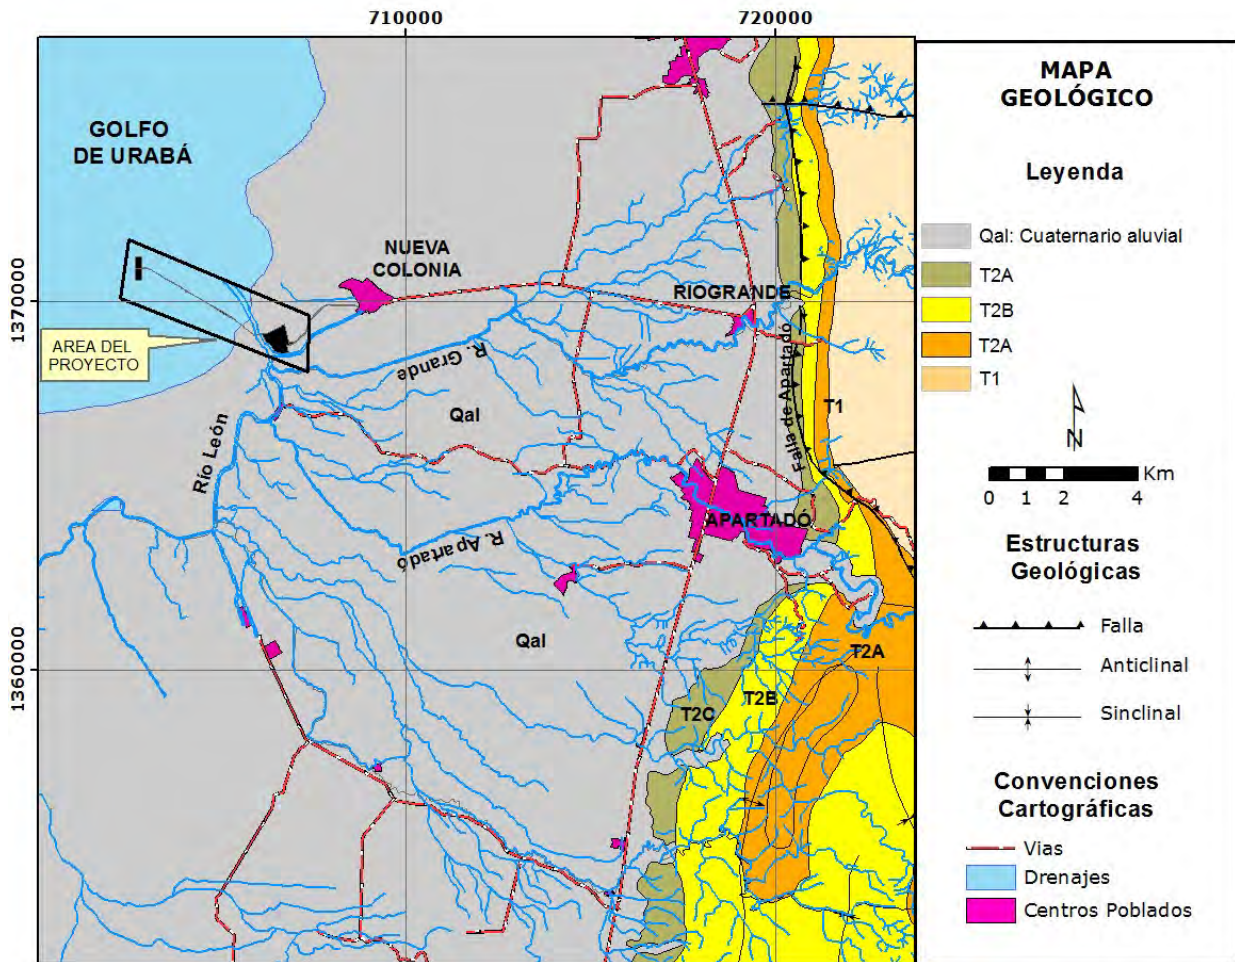 710000
720000
GOLFO
DE URABÁ
NUEVA
COLONIA
1370000
RIOGRANDE
AREA DEL
PROYECTO
R. Grande
Falla de Apartado
Qal
T1
Río León
APARTADÓ
R. Apartadó
Qal
T2A
1360000
T2B
T2C
MAPA
GEOLÓGICO
Leyenda
Qal: Cuaternario aluvial
T2A
T2B
T2A
T1
N
Km
0 1 2 4
Estructuras
Geológicas
Falla
Anticlinal
Sinclinal
Convenciones
Cartográficas
Vias
Drenajes
Centros Poblados